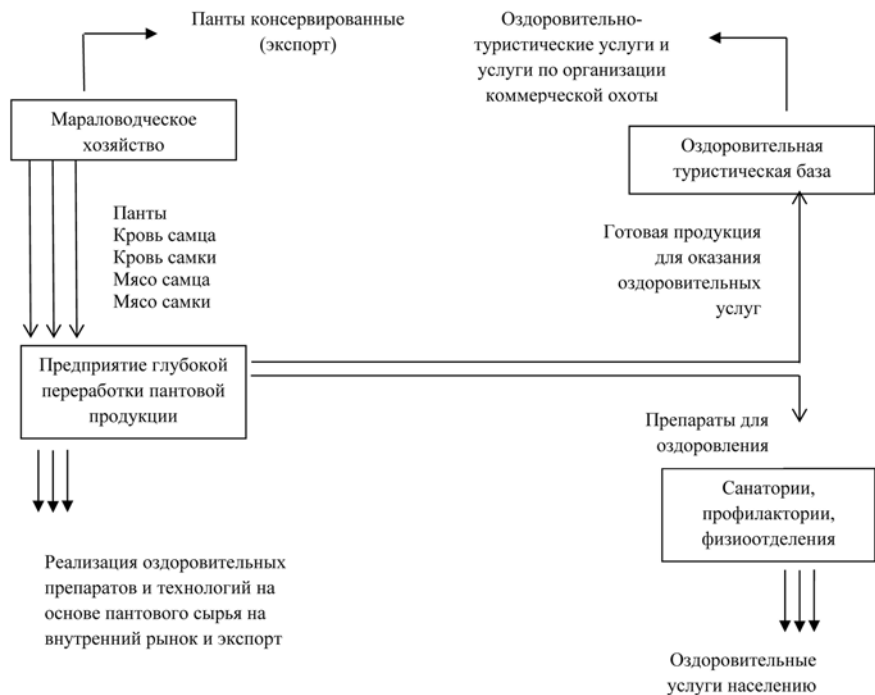 Панты консервированные
(экспорт)
Оздоровительно-
туристические услуги и
услуги по организации
коммерческой охоты
Мараловодческое
хозяйство
Оздоровительная
туристическая база
Панты
Кровь самца
Кровь самки
Мясо самца
Мясо самки
Готовая продукция
для оказания
оздоровительных
услуг
Предприятие глубокой
переработки пантовой
продукции
Препараты для
оздоровления
Санатории,
профилактории,
физиоотделения
Реализация оздоровительных
препаратов и технологий на
основе пантового сырья на
внутренний рынок и экспорт
Оздоровительные
услуги населению